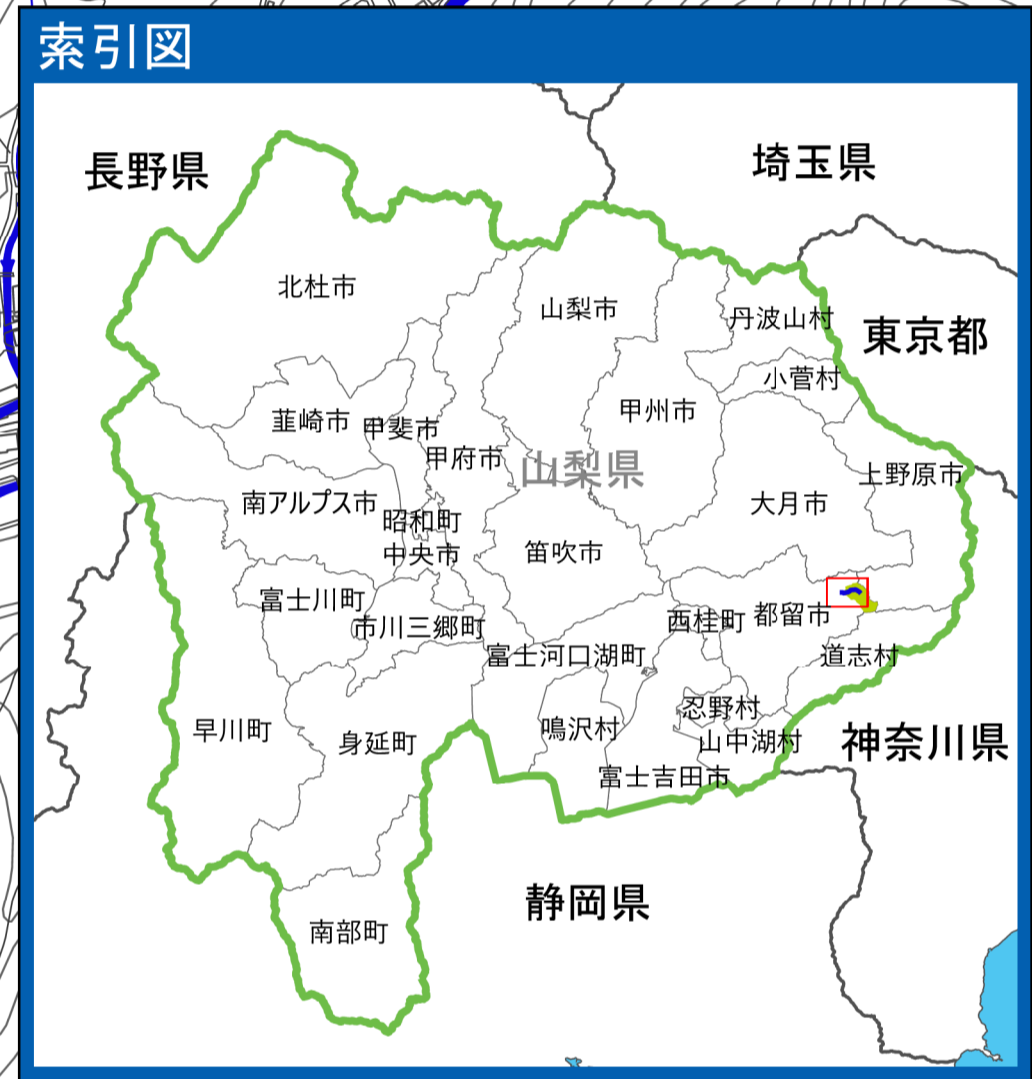 索引図
長野県
埼玉県
北杜市
山梨市
丹波山村
東京都
小菅村
甲州市
韮崎市
甲斐市
甲府市
山梨県
上野原市
南アルプス市
大月市
昭和町
中央市
笛吹市
富士川町
市川三郷町
西桂町
都留市
富士河口湖町
道志村
早川町
身延町
鳴沢村
忍野村
山中湖村
神奈川県
富士吉田市
静岡県
南部町